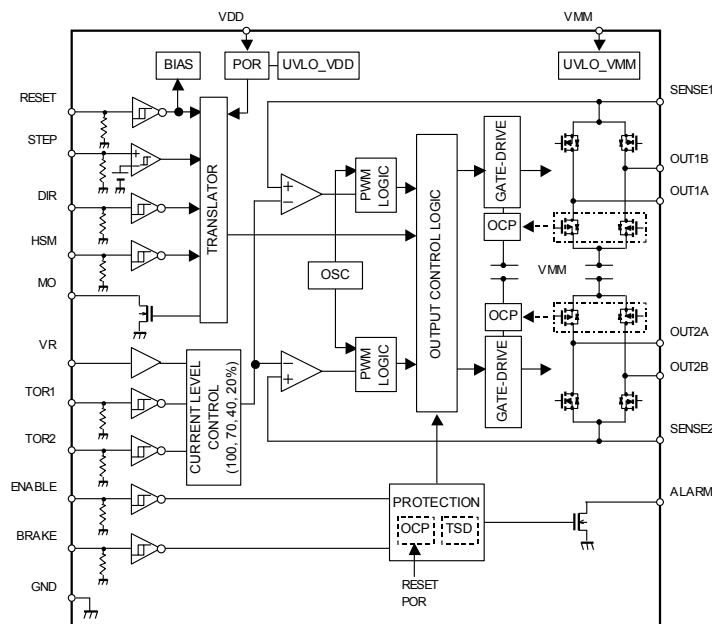 VDD
VMM
BIAS
POR
UVLO_VDD
UVLO_VMM
RESET
STEP
DIR
HSM
MO
VR
TOR1
TOR2
ENABLE
BRAKE
GND
TRANSLATOR
CURRENT LEVEL
CONTROL
(100, 70, 40, 20%)
+
−
−
+
+
OSC
PWM
LOGIC
PWM
LOGIC
OUTPUT CONTROL LOGIC
GATE-DRIVE
OCP
VMM
OCP
GATE-DRIVE
PROTECTION
OCP
TSD
RESET
POR
SENSE1
OUT1B
OUT1A
OUT2A
OUT2B
SENSE2
ALARM